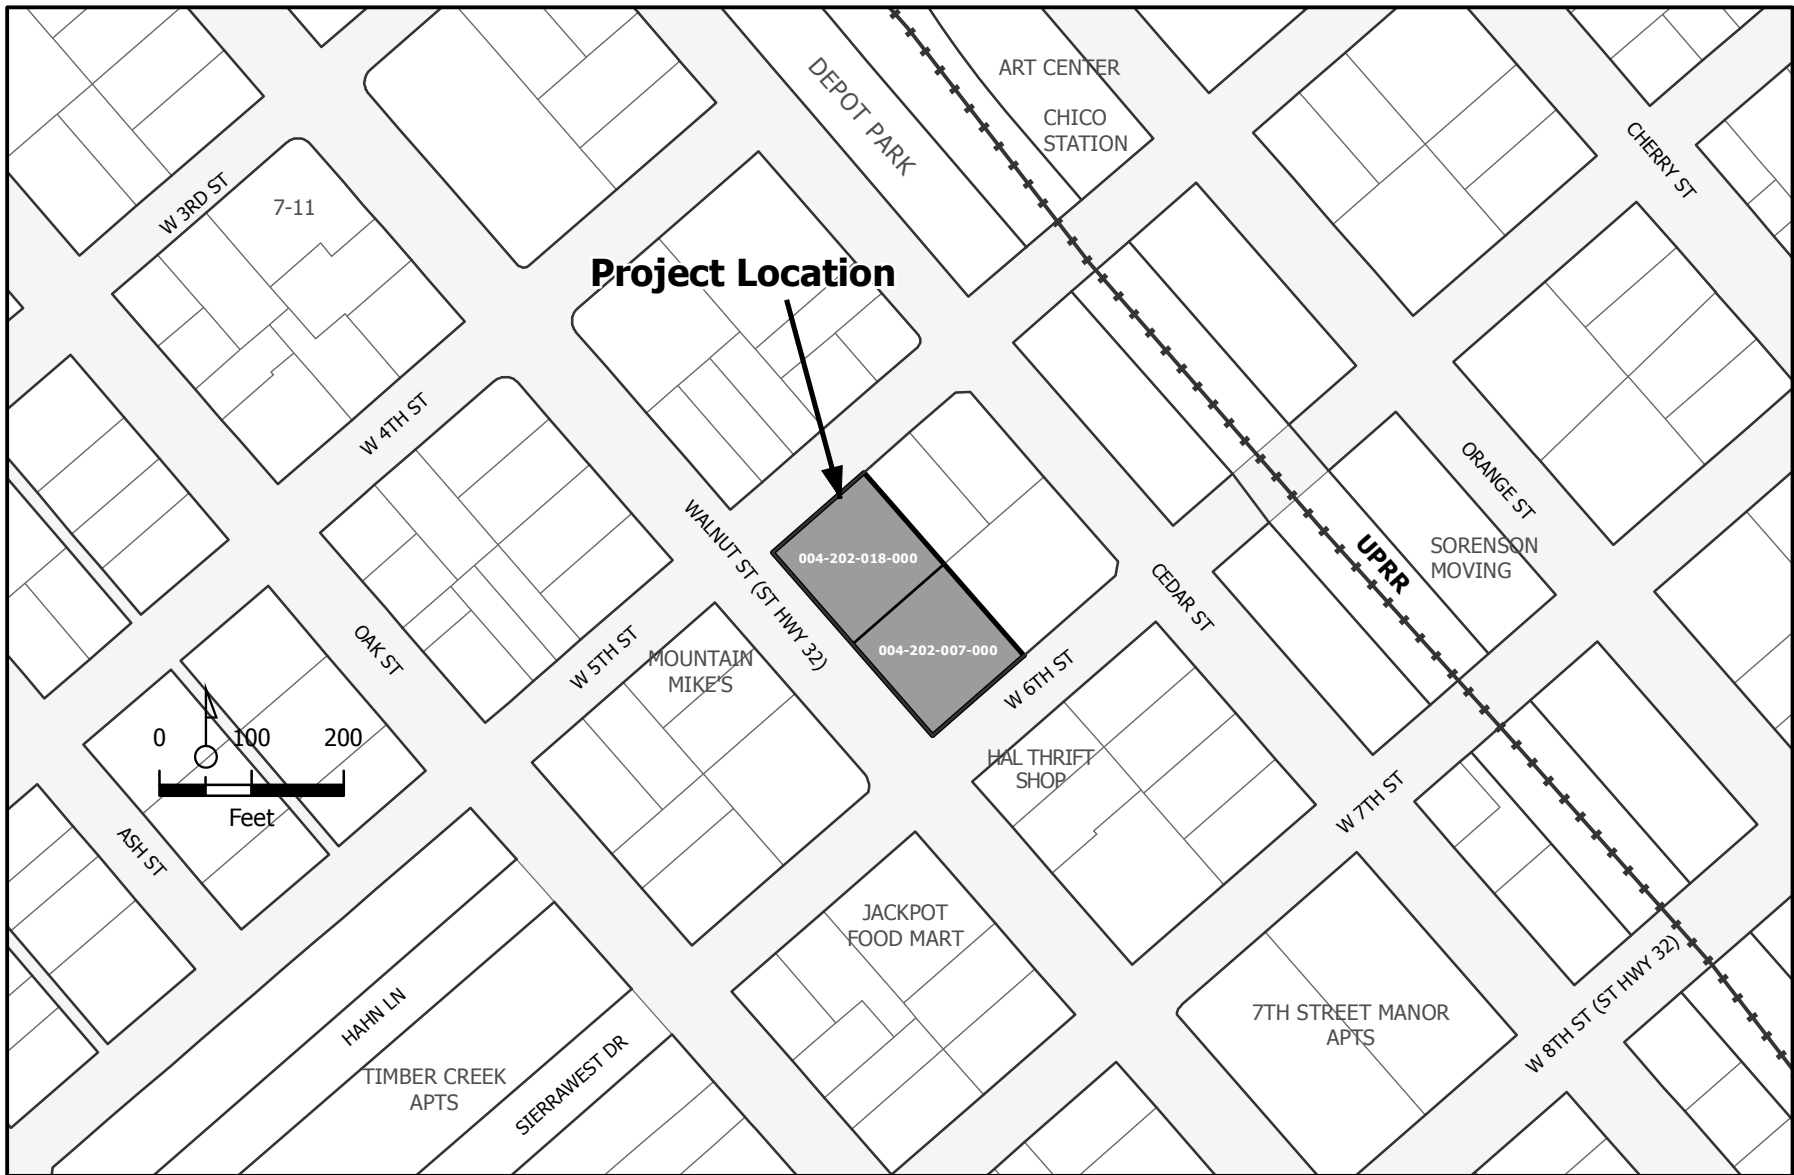 ART CENTER
DEPOT PARK
CHICO
STATION
CHERRY ST
W 3RD ST
7-11
Project Location
W 4TH ST
ORANGE ST
WALNUT ST (ST HWY 32)
004-202-018-000
UPRR
SORENSON
MOVING
CEDAR ST
OAK ST
W 5TH ST
MOUNTAIN
MIKE'S
004-202-007-000
W 6TH ST
0 100 200
Feet
HAL THRIFT
SHOP
W 7TH ST
ASH ST
JACKPOT
FOOD MART
HAHN LN
W 8TH ST (ST HWY 32)
7TH STREET MANOR
APTS
TIMBER CREEK
APTS
SIERRAWEST DR